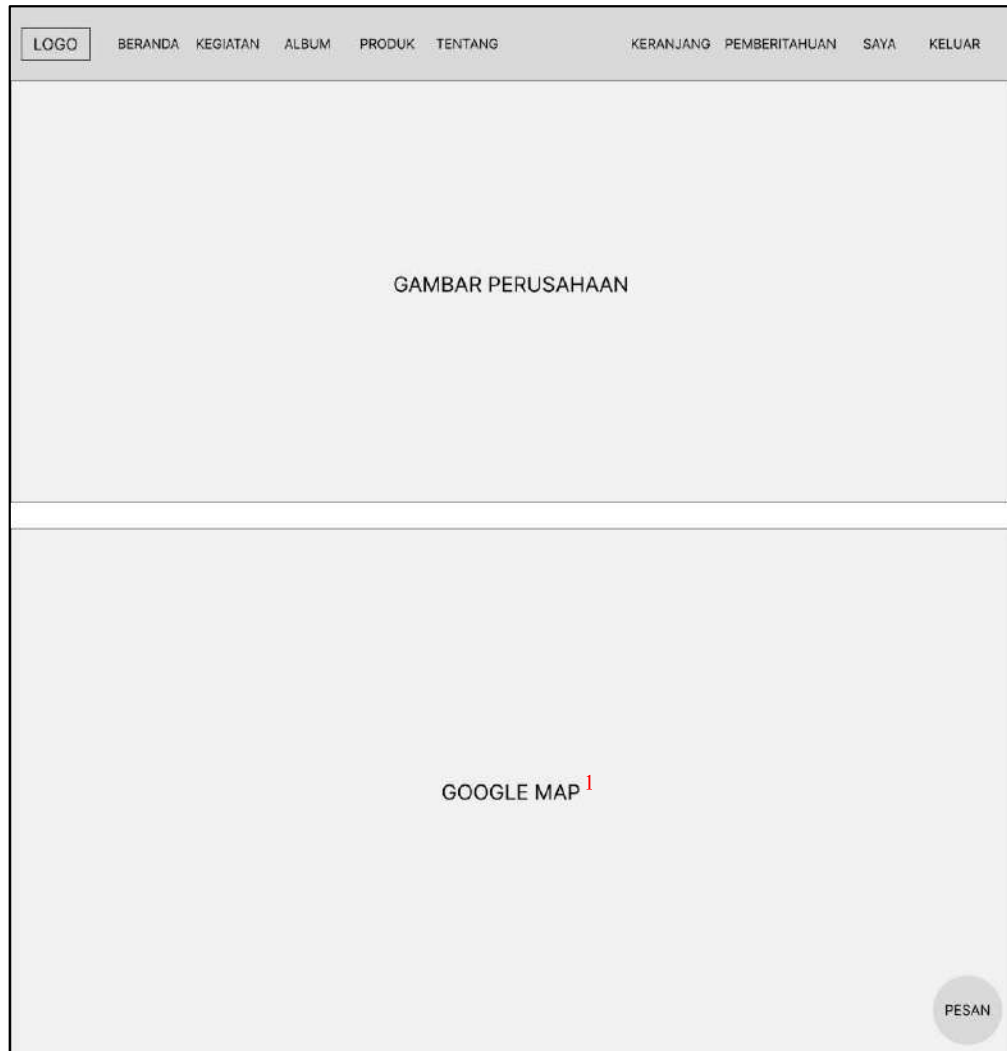 LOGO BERANDA KEGIATAN ALBUM PRODUK TENTANG KERANJANG PEMBERITAHUAN SAYA KELUAR
GAMBAR PERUSAHAAN
GOOGLE MAP 1
PESAN